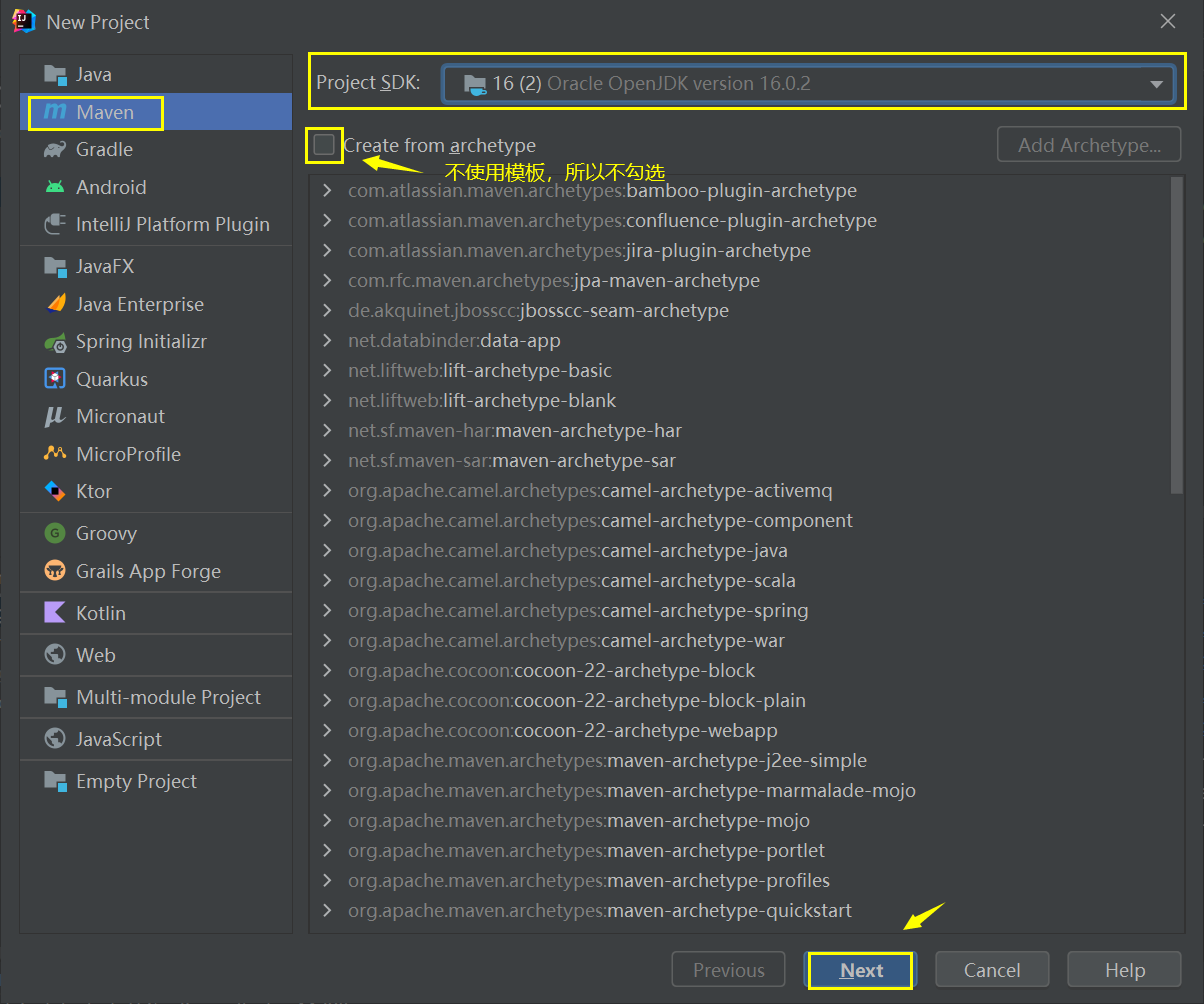 New Project
Java
Maven
Gradle
Android
IntelliJ Platform Plugin
JavaFX
Java Enterprise
Spring Initializr
Quarkus
Micronaut
MicroProfile
Ktor
Groovy
Grails App Forge
Kotlin
Web
Multi-module Project
JavaScript
Empty Project
Project SDK: 16 (2) Oracle OpenJDK version 16.0.2
Create from archetype
Add Archetype...
不使用模板，所以不勾选
com.atlassian.maven.archetypes:bamboo-plugin-archetype
com.atlassian.maven.archetypes:confluence-plugin-archetype
com.atlassian.maven.archetypes:jira-plugin-archetype
com.rfc.maven.archetypes:jpa-maven-archetype
de.akquinet.jbosscc:jbosscc-seam-archetype
net.databinder:data-app
net.liftweb:lift-archetype-basic
net.liftweb:lift-archetype-blank
net.sf.maven-har:maven-archetype-har
net.sf.maven-sar:maven-archetype-sar
org.apache.camel.archetypes:camel-archetype-activemq
org.apache.camel.archetypes:camel-archetype-component
org.apache.camel.archetypes:camel-archetype-java
org.apache.camel.archetypes:camel-archetype-scala
org.apache.camel.archetypes:camel-archetype-spring
org.apache.camel.archetypes:camel-archetype-war
org.apache.cocoon:cocoon-22-archetype-block
org.apache.cocoon:cocoon-22-archetype-block-plain
org.apache.cocoon:cocoon-22-archetype-webapp
org.apache.maven.archetypes:maven-archetype-j2ee-simple
org.apache.maven.archetypes:maven-archetype-marmalade-mojo
org.apache.maven.archetypes:maven-archetype-mojo
org.apache.maven.archetypes:maven-archetype-portlet
org.apache.maven.archetypes:maven-archetype-profiles
org.apache.maven.archetypes:maven-archetype-quickstart
Previous
Next
Cancel
Help